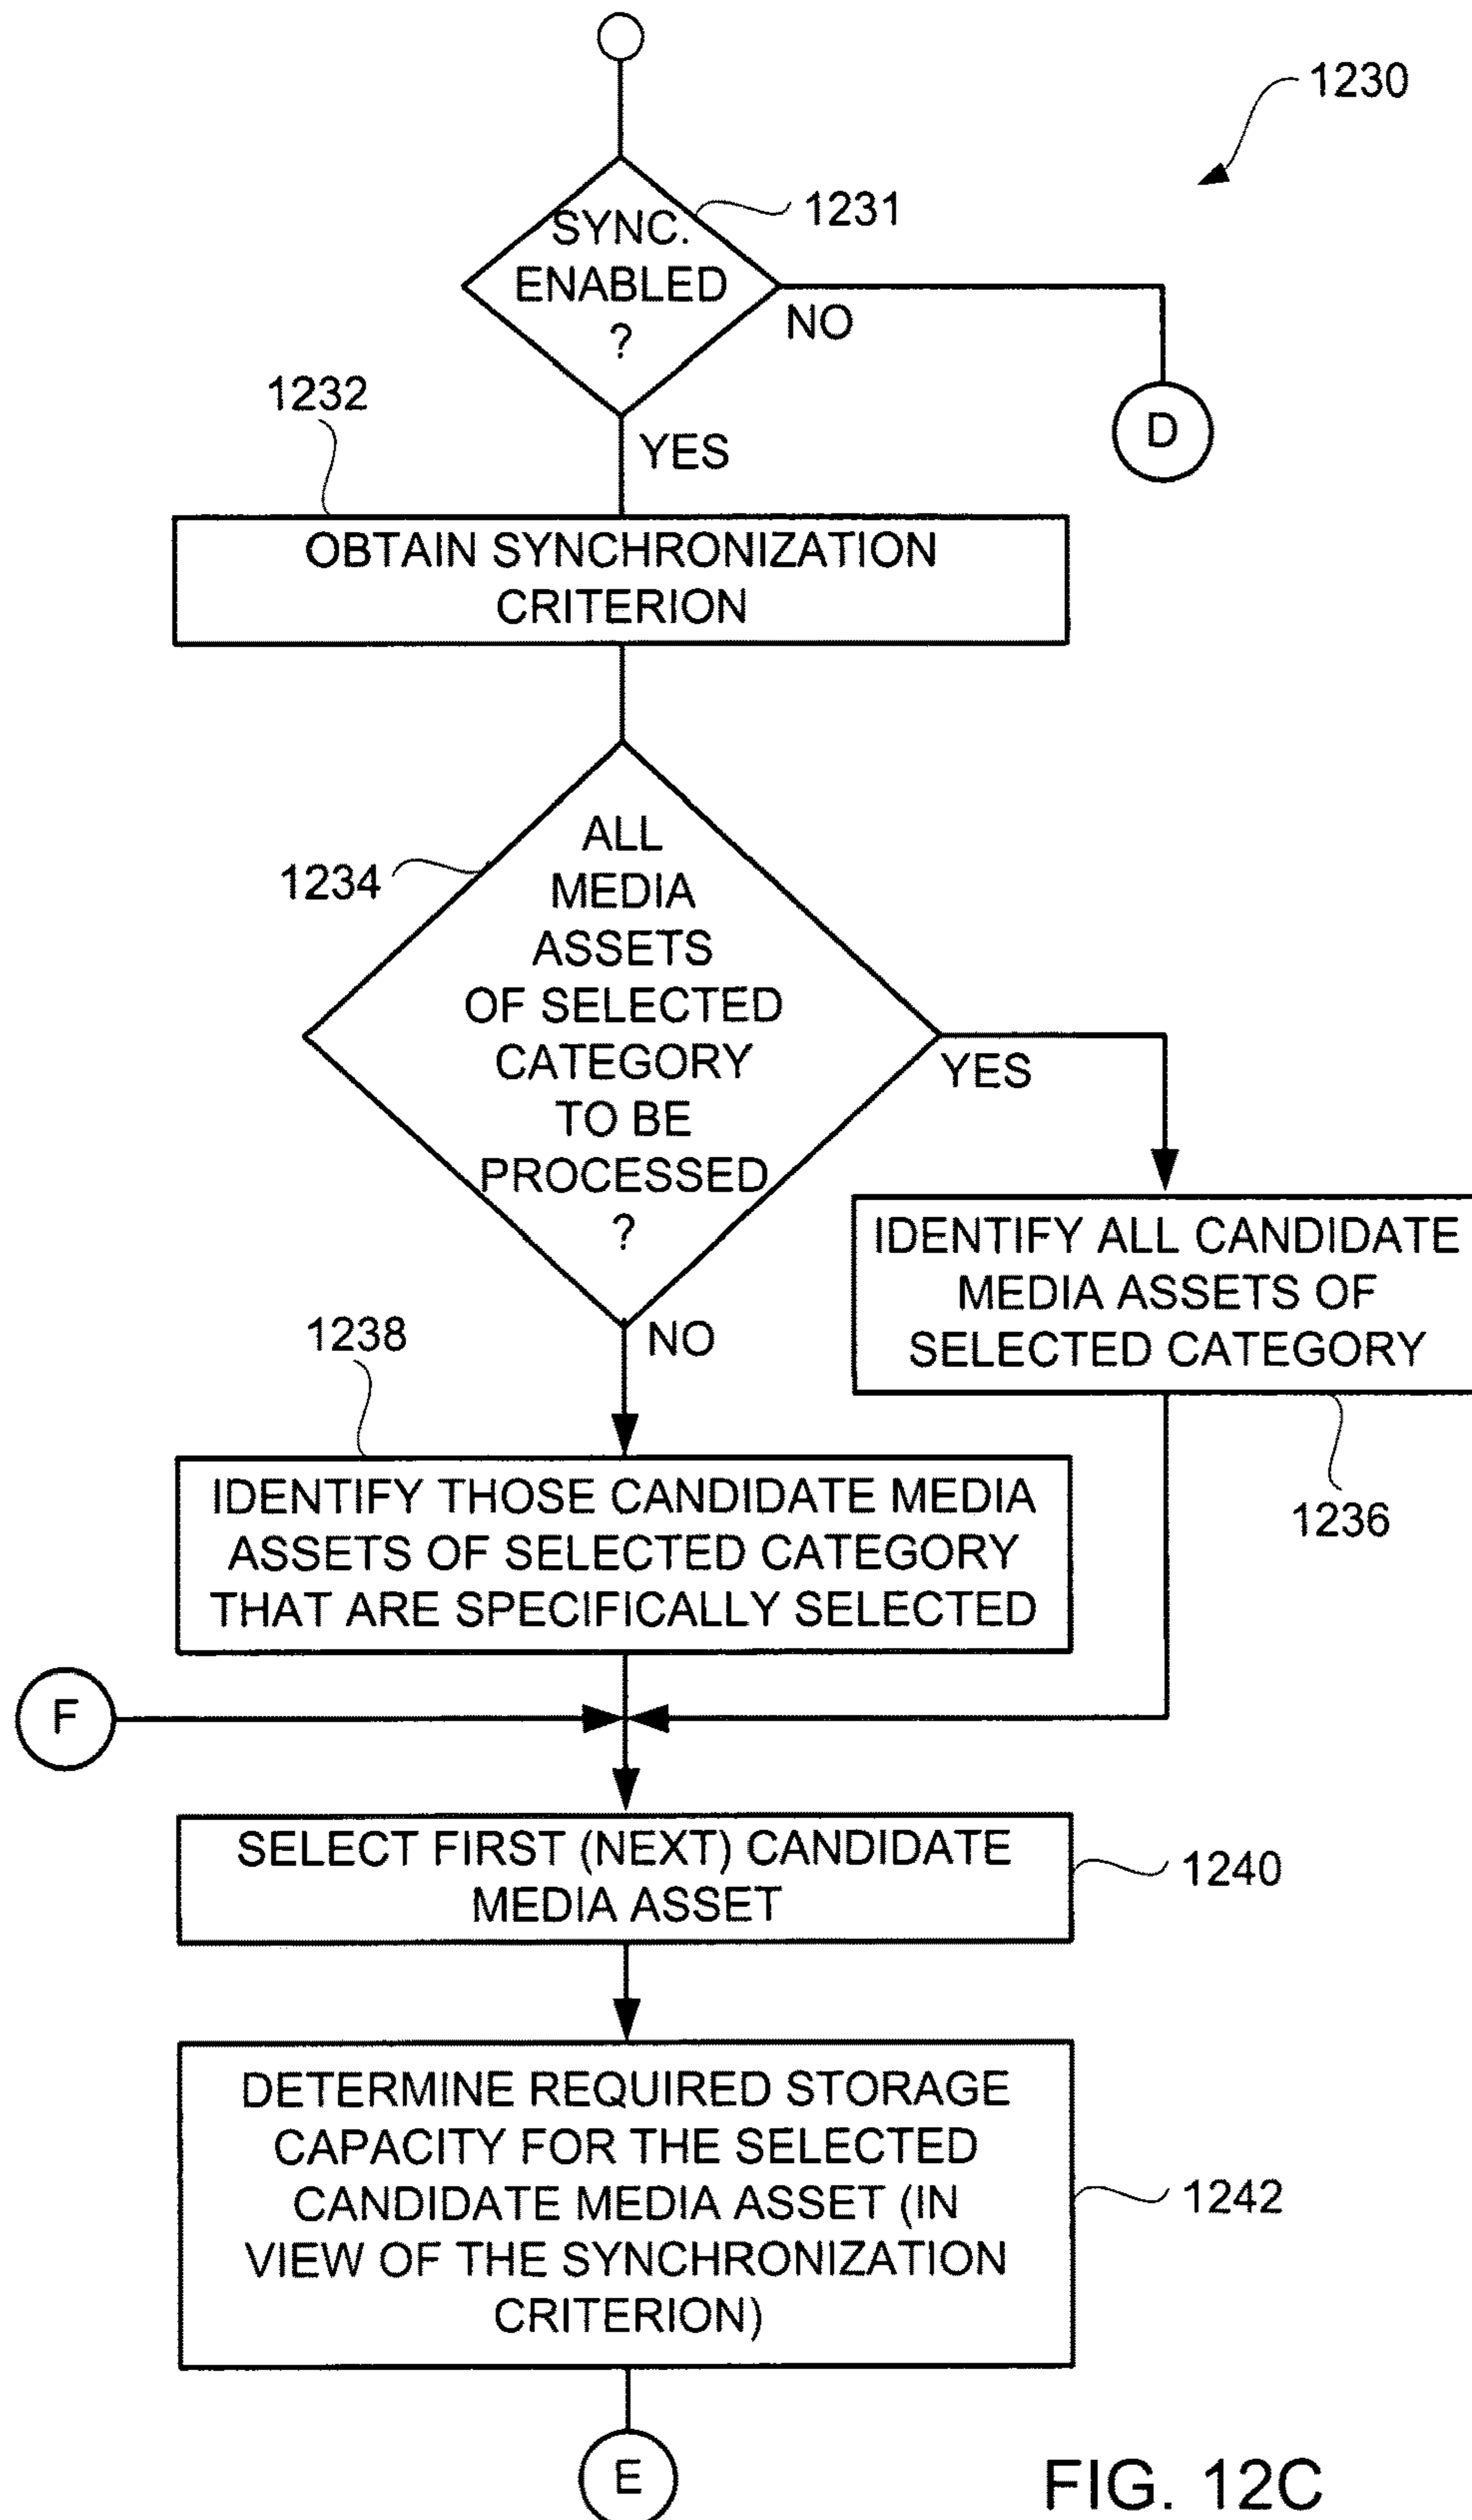 1230
SYNC.
ENABLED
?
1231
NO
D
YES
1232
OBTAIN SYNCHRONIZATION
CRITERION
1234
ALL
MEDIA
ASSETS
OF SELECTED
CATEGORY
TO BE
PROCESSED
?
YES
IDENTIFY ALL CANDIDATE
MEDIA ASSETS OF
SELECTED CATEGORY
1236
NO
1238
IDENTIFY THOSE CANDIDATE MEDIA
ASSETS OF SELECTED CATEGORY
THAT ARE SPECIFICALLY SELECTED
F
SELECT FIRST (NEXT) CANDIDATE
MEDIA ASSET
1240
DETERMINE REQUIRED STORAGE
CAPACITY FOR THE SELECTED
CANDIDATE MEDIA ASSET (IN
VIEW OF THE SYNCHRONIZATION
CRITERION)
1242
E
FIG. 12C